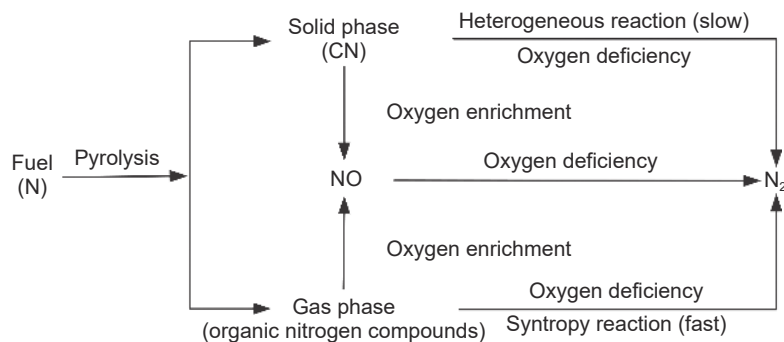 Solid phase
(CN)
Heterogeneous reaction (slow)
Oxygen deficiency
Oxygen enrichment
Fuel
(N)
Pyrolysis
NO
Oxygen deficiency
N₂
Oxygen enrichment
Gas phase
(organic nitrogen compounds)
Oxygen deficiency
Syntropy reaction (fast)